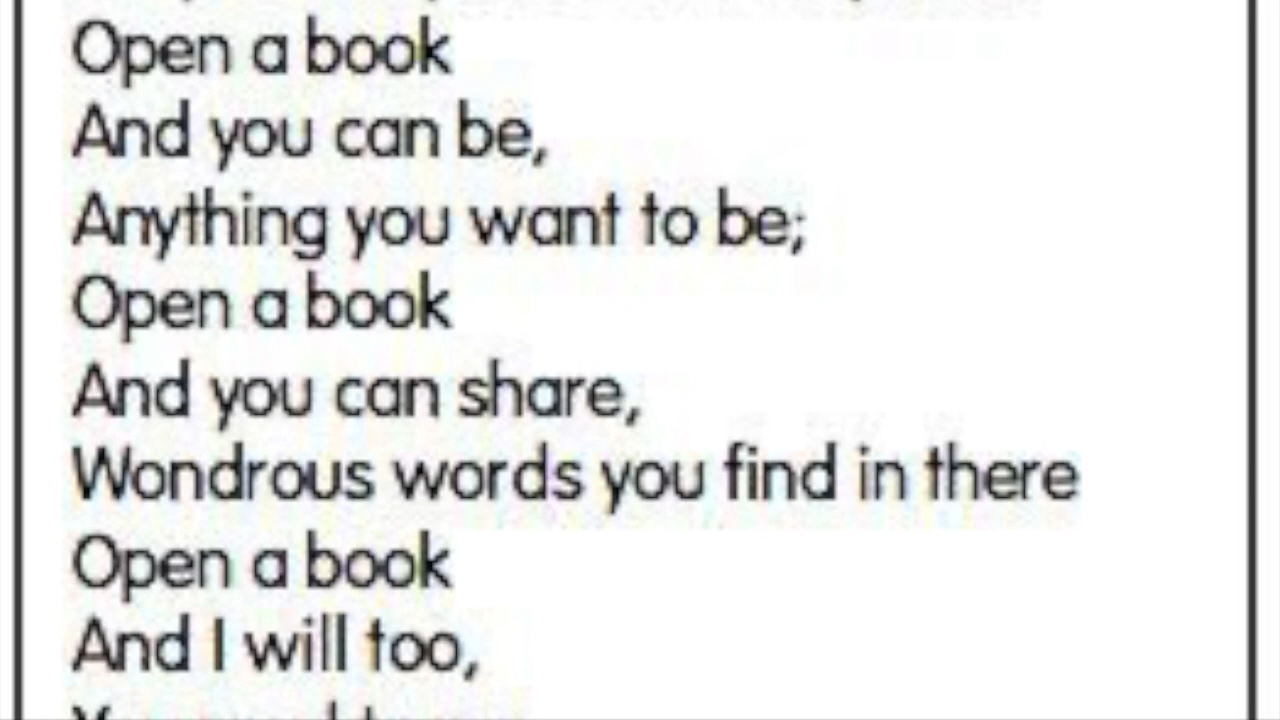 Open a book
And you can be,
Anything you want to be;
Open a book
And you can share,
Wondrous words you find in there
Open a book
And I will too,